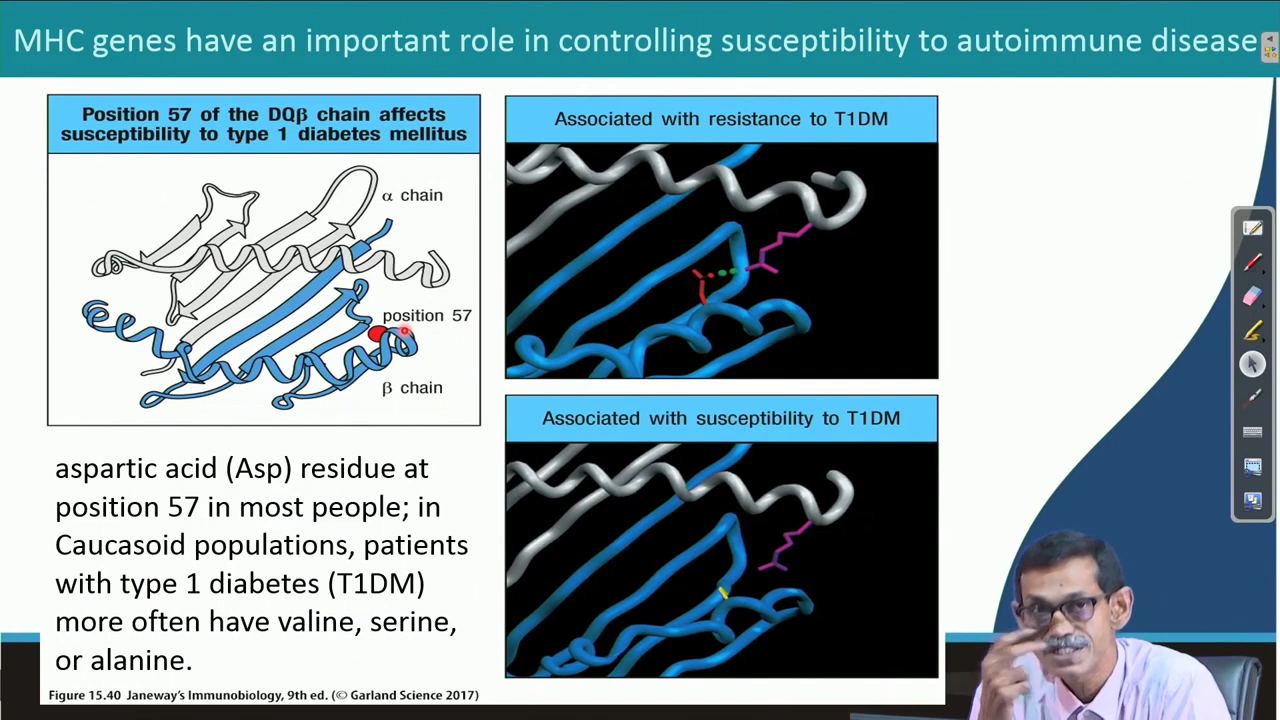 MHC genes have an important role in controlling susceptibility to autoimmune disease
Position 57 of the DQβ chain affects
susceptibility to type 1 diabetes mellitus
α chain
position 57
β chain
Associated with resistance to T1DM
Associated with susceptibility to T1DM
aspartic acid (Asp) residue at
position 57 in most people; in
Caucasoid populations, patients
with type 1 diabetes (T1DM)
more often have valine, serine,
or alanine.
Figure 15.40 Janeway's Immunobiology, 9th ed. (© Garland Science 2017)